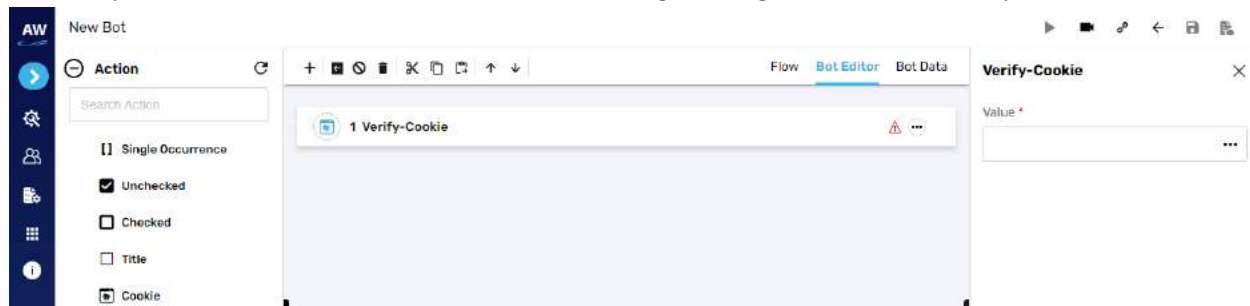 AW
New Bot
Action
Search Action
[] Single Occurrence
Unchecked
Checked
Title
Cookie
Flow Bot Editor Bot Data
1 Verify-Cookie
Verify-Cookie
Value *